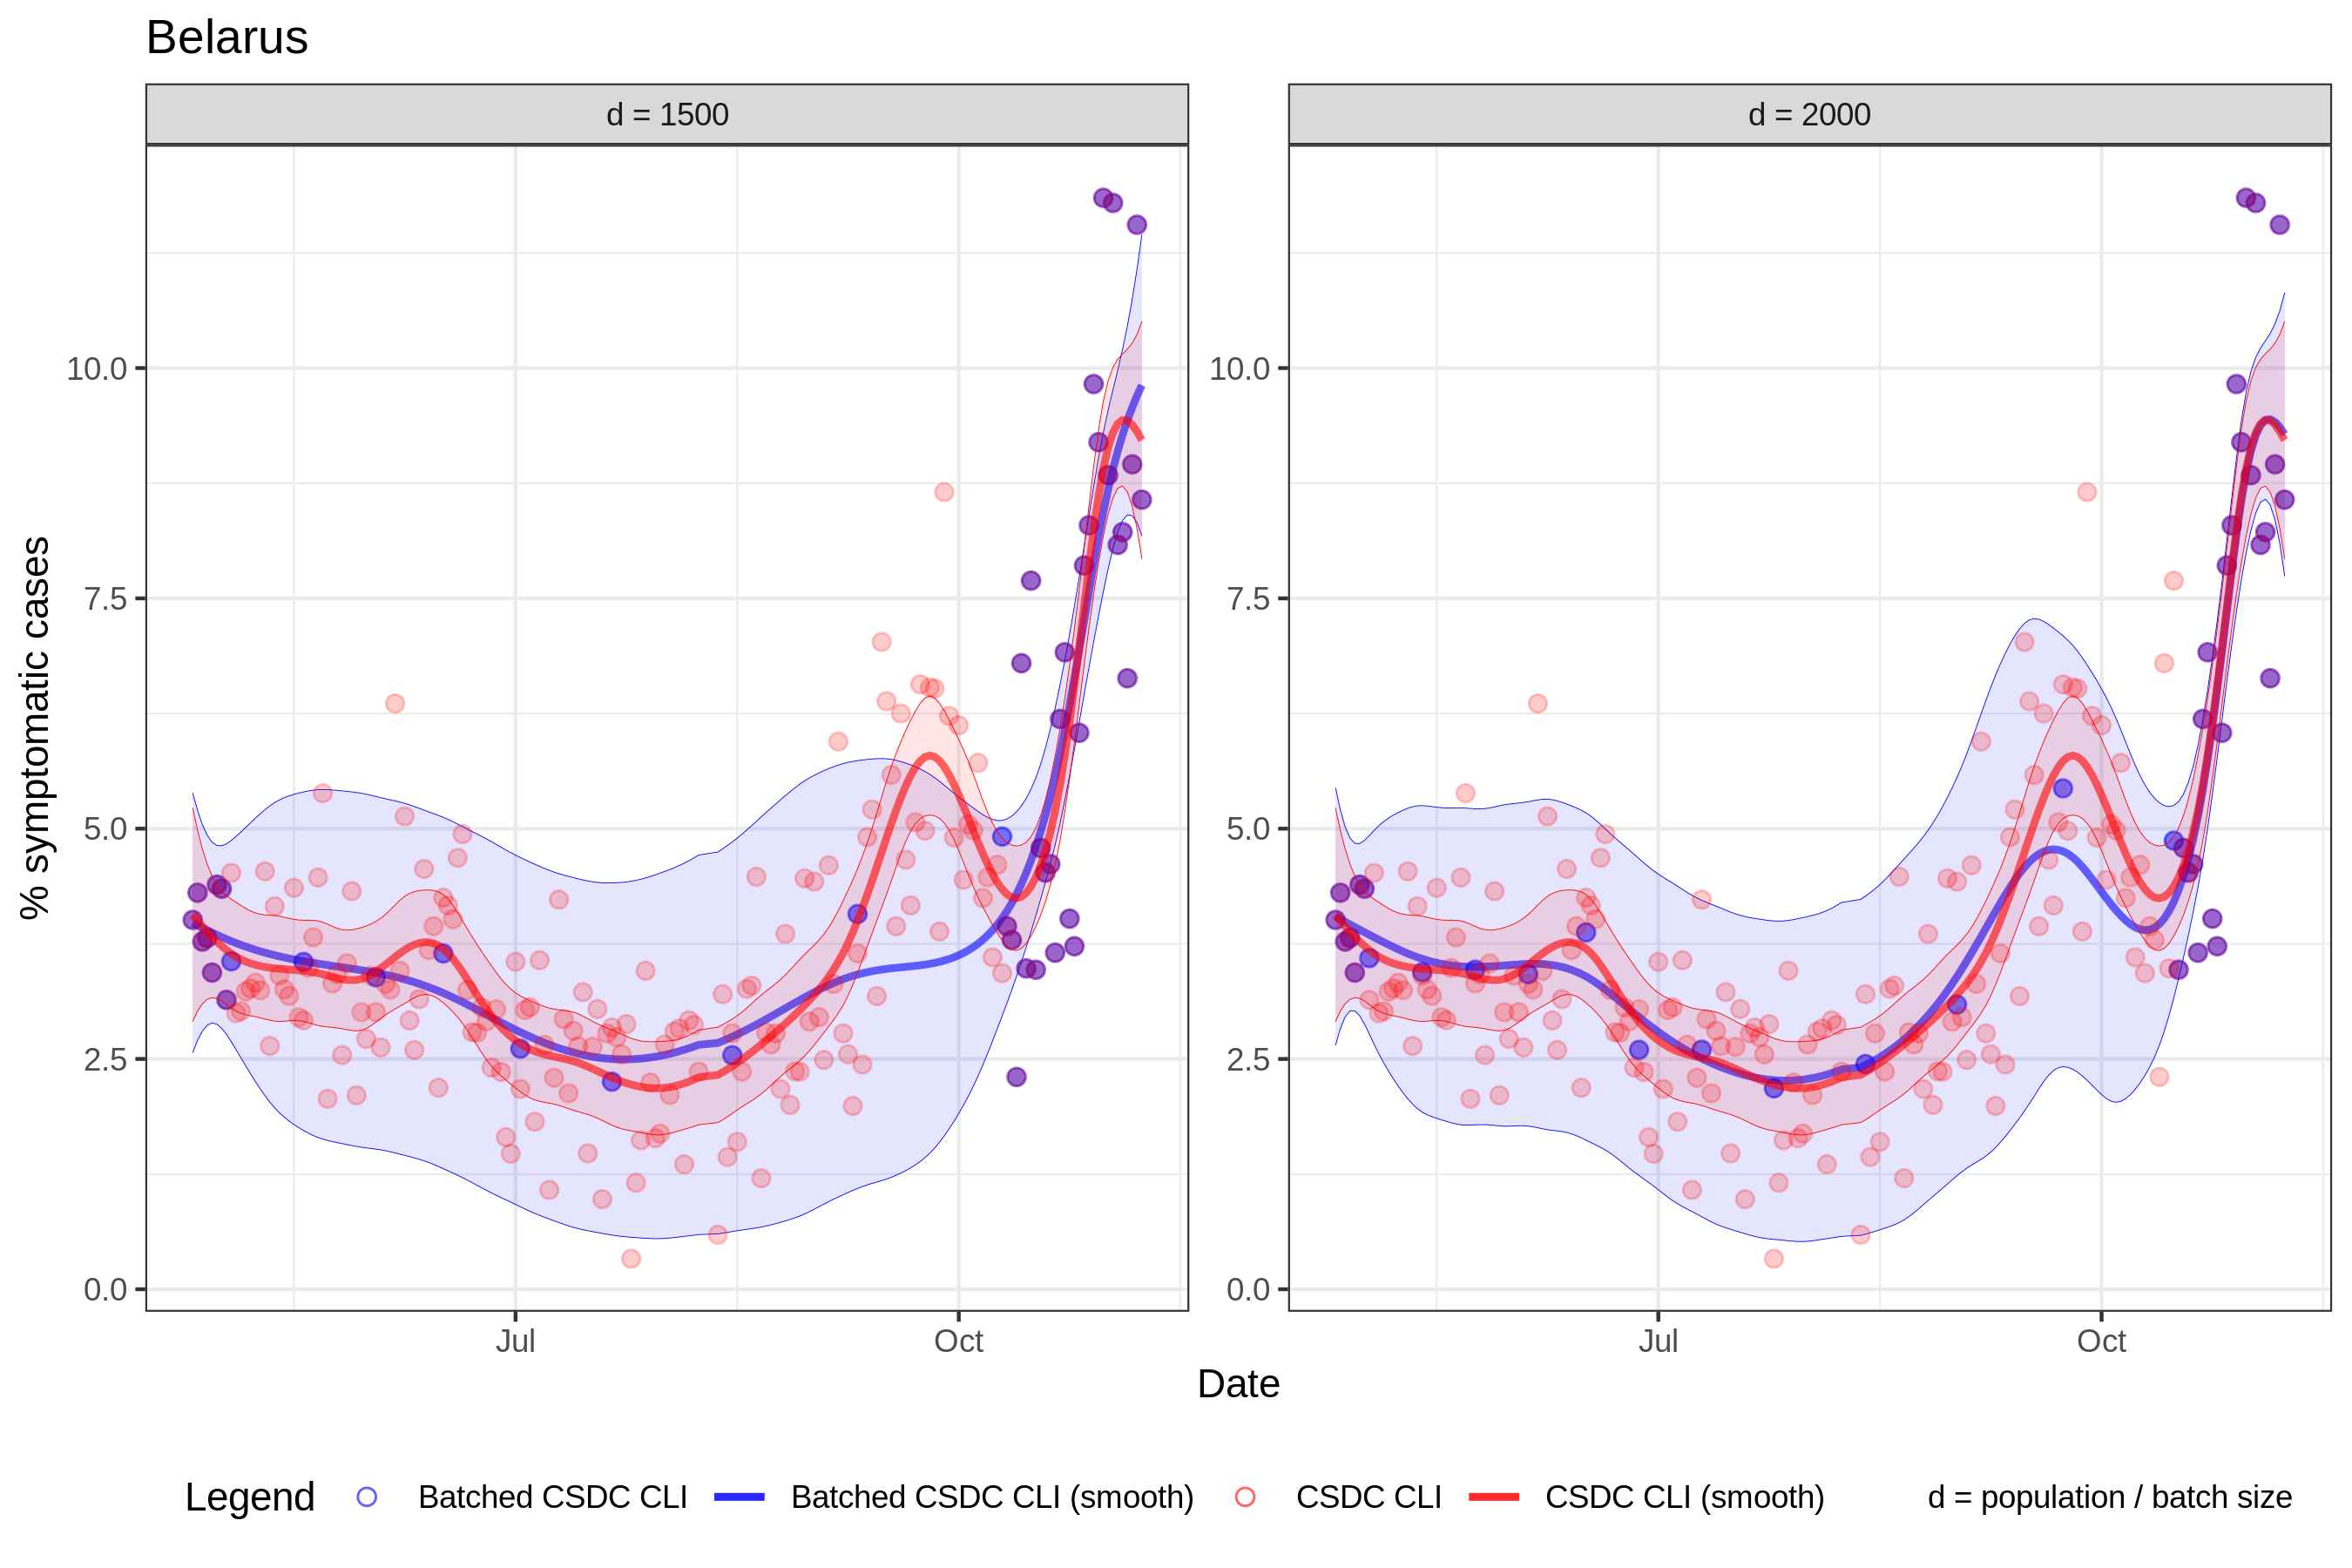 Belarus
d = 1500
d = 2000
% symptomatic cases
10.0
7.5
5.0
2.5
0.0
10.0
7.5
5.0
2.5
0.0
Jul
Oct
Jul
Oct
Date
Legend
Batched CSDC CLI
Batched CSDC CLI (smooth)
CSDC CLI
CSDC CLI (smooth)
d = population / batch size